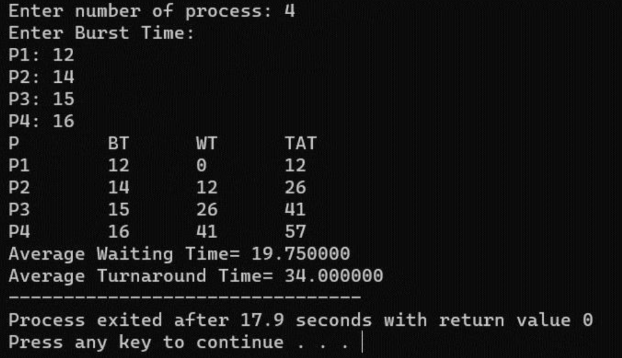 Enter number of process: 4
Enter Burst Time:
P1: 12
P2: 14
P3: 15
P4: 16
P BT WT TAT
P1 12 0 12
P2 14 12 26
P3 15 26 41
P4 16 41 57
Average Waiting Time= 19.750000
Average Turnaround Time= 34.000000
--------------------------------
Process exited after 17.9 seconds with return value 0
Press any key to continue . . .